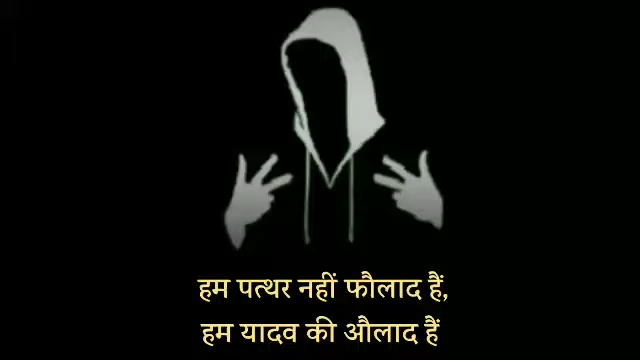 हम पत्थर नहीं फौलाद हैं,
हम यादव की औलाद हैं